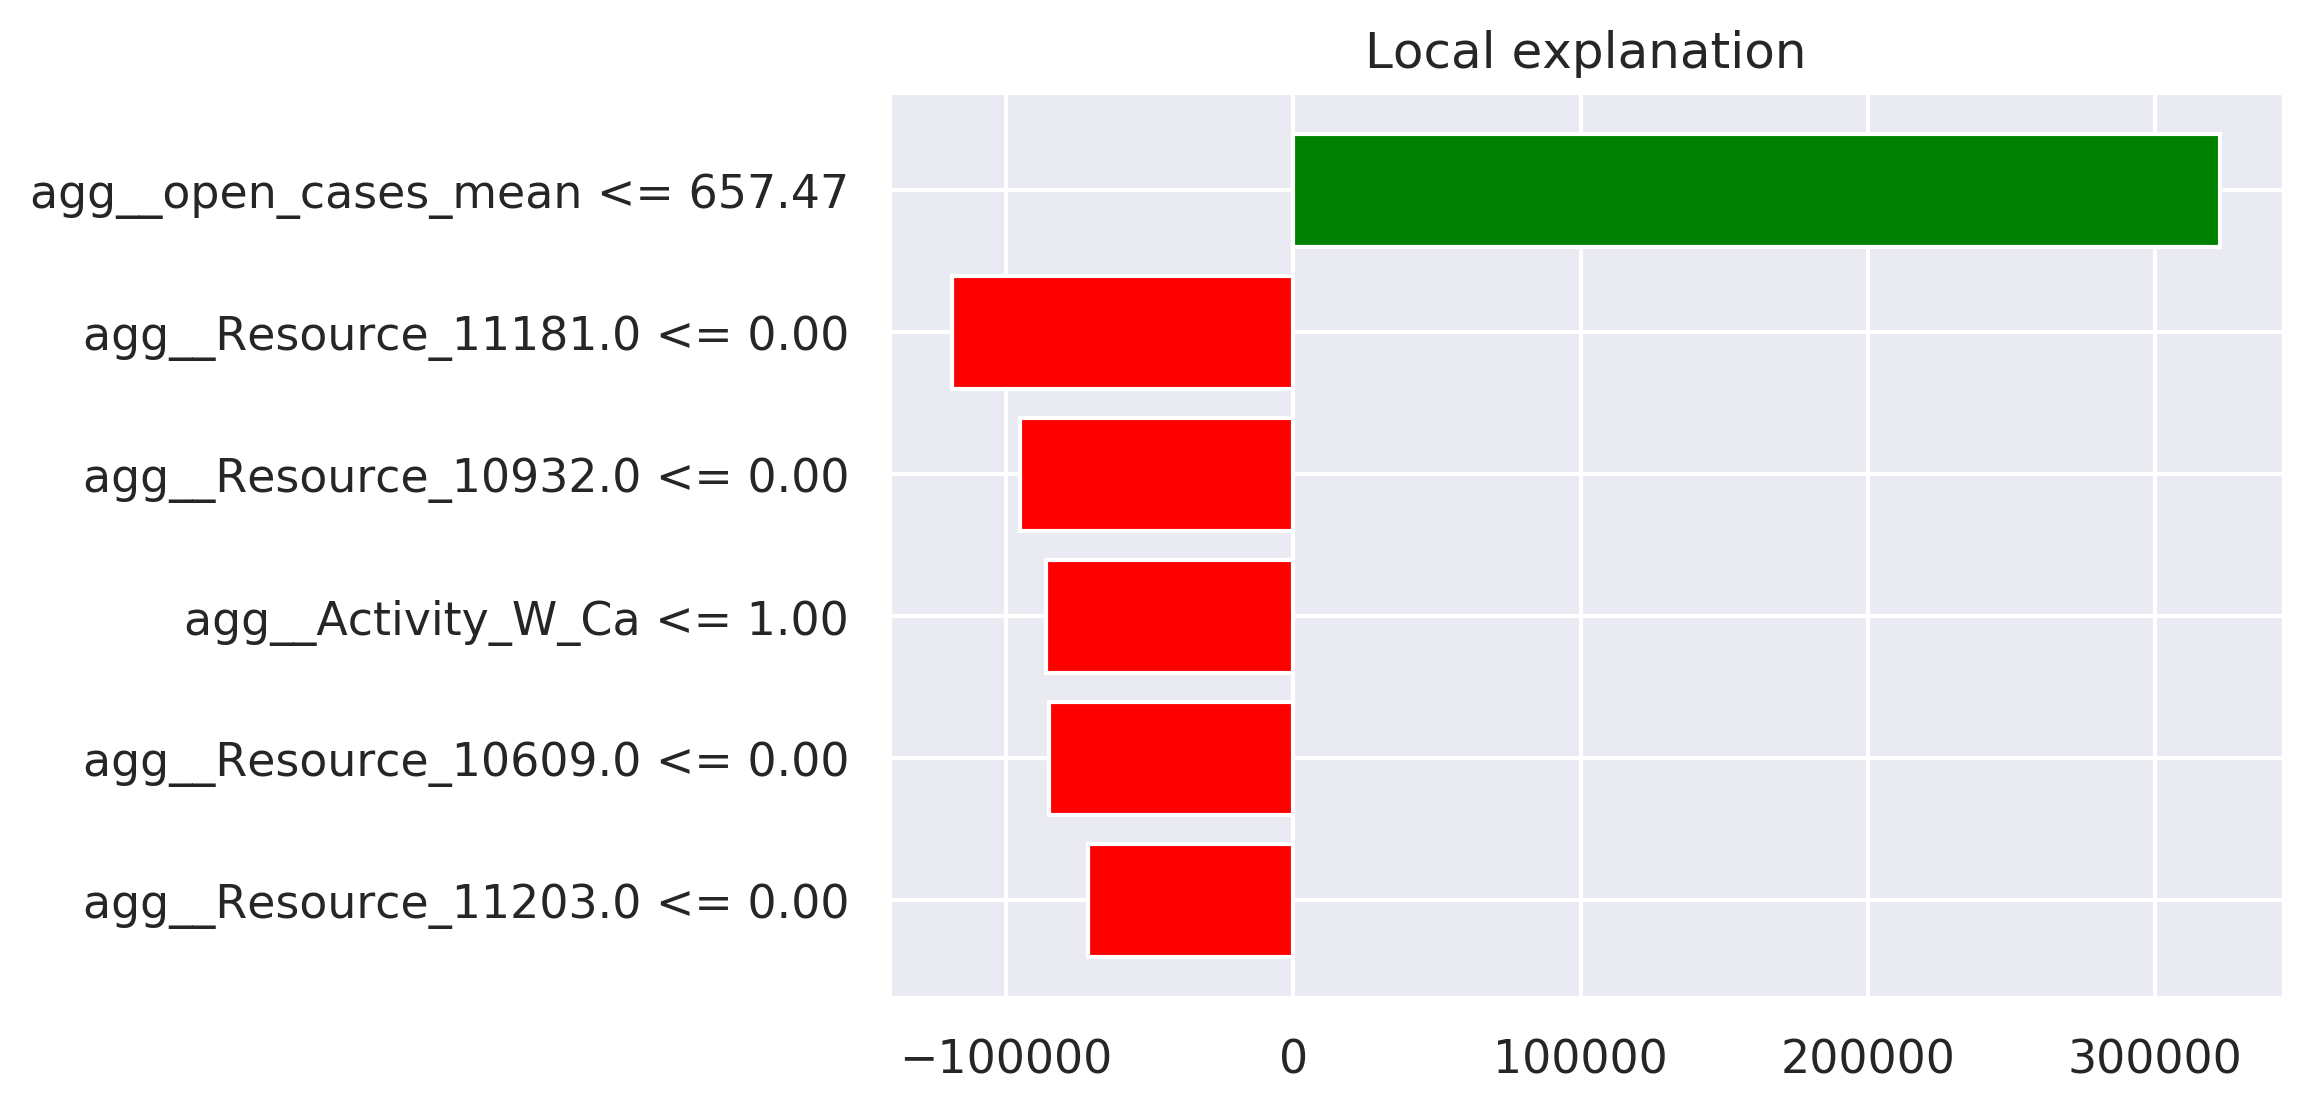 Local explanation
agg__open_cases_mean <= 657.47
agg__Resource_11181.0 <= 0.00
agg__Resource_10932.0 <= 0.00
agg__Activity_W_Ca <= 1.00
agg__Resource_10609.0 <= 0.00
agg__Resource_11203.0 <= 0.00
−100000 0 100000 200000 300000